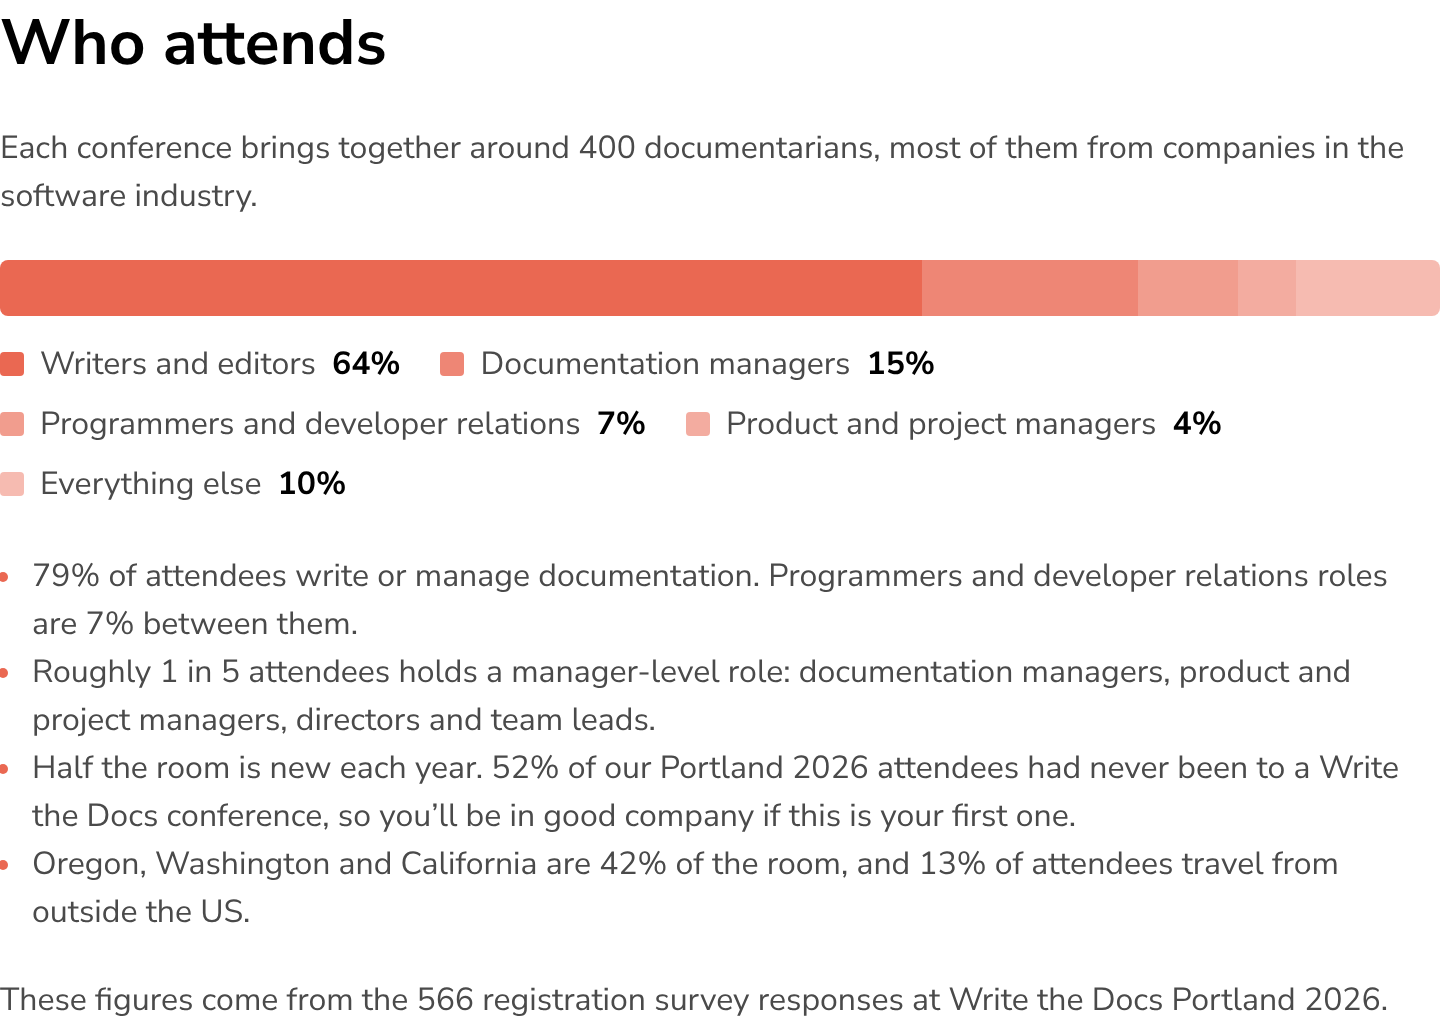 Who attends
Each conference brings together around 400 documentarians, most of them from companies in the
software industry.
Writers and editors 64% Documentation managers 15%
Programmers and developer relations 7% Product and project managers 4%
Everything else 10%
• 79% of attendees write or manage documentation. Programmers and developer relations roles
are 7% between them.
• Roughly 1 in 5 attendees holds a manager-level role: documentation managers, product and
project managers, directors and team leads.
• Half the room is new each year. 52% of our Portland 2026 attendees had never been to a Write
the Docs conference, so you’ll be in good company if this is your first one.
• Oregon, Washington and California are 42% of the room, and 13% of attendees travel from
outside the US.
These figures come from the 566 registration survey responses at Write the Docs Portland 2026.